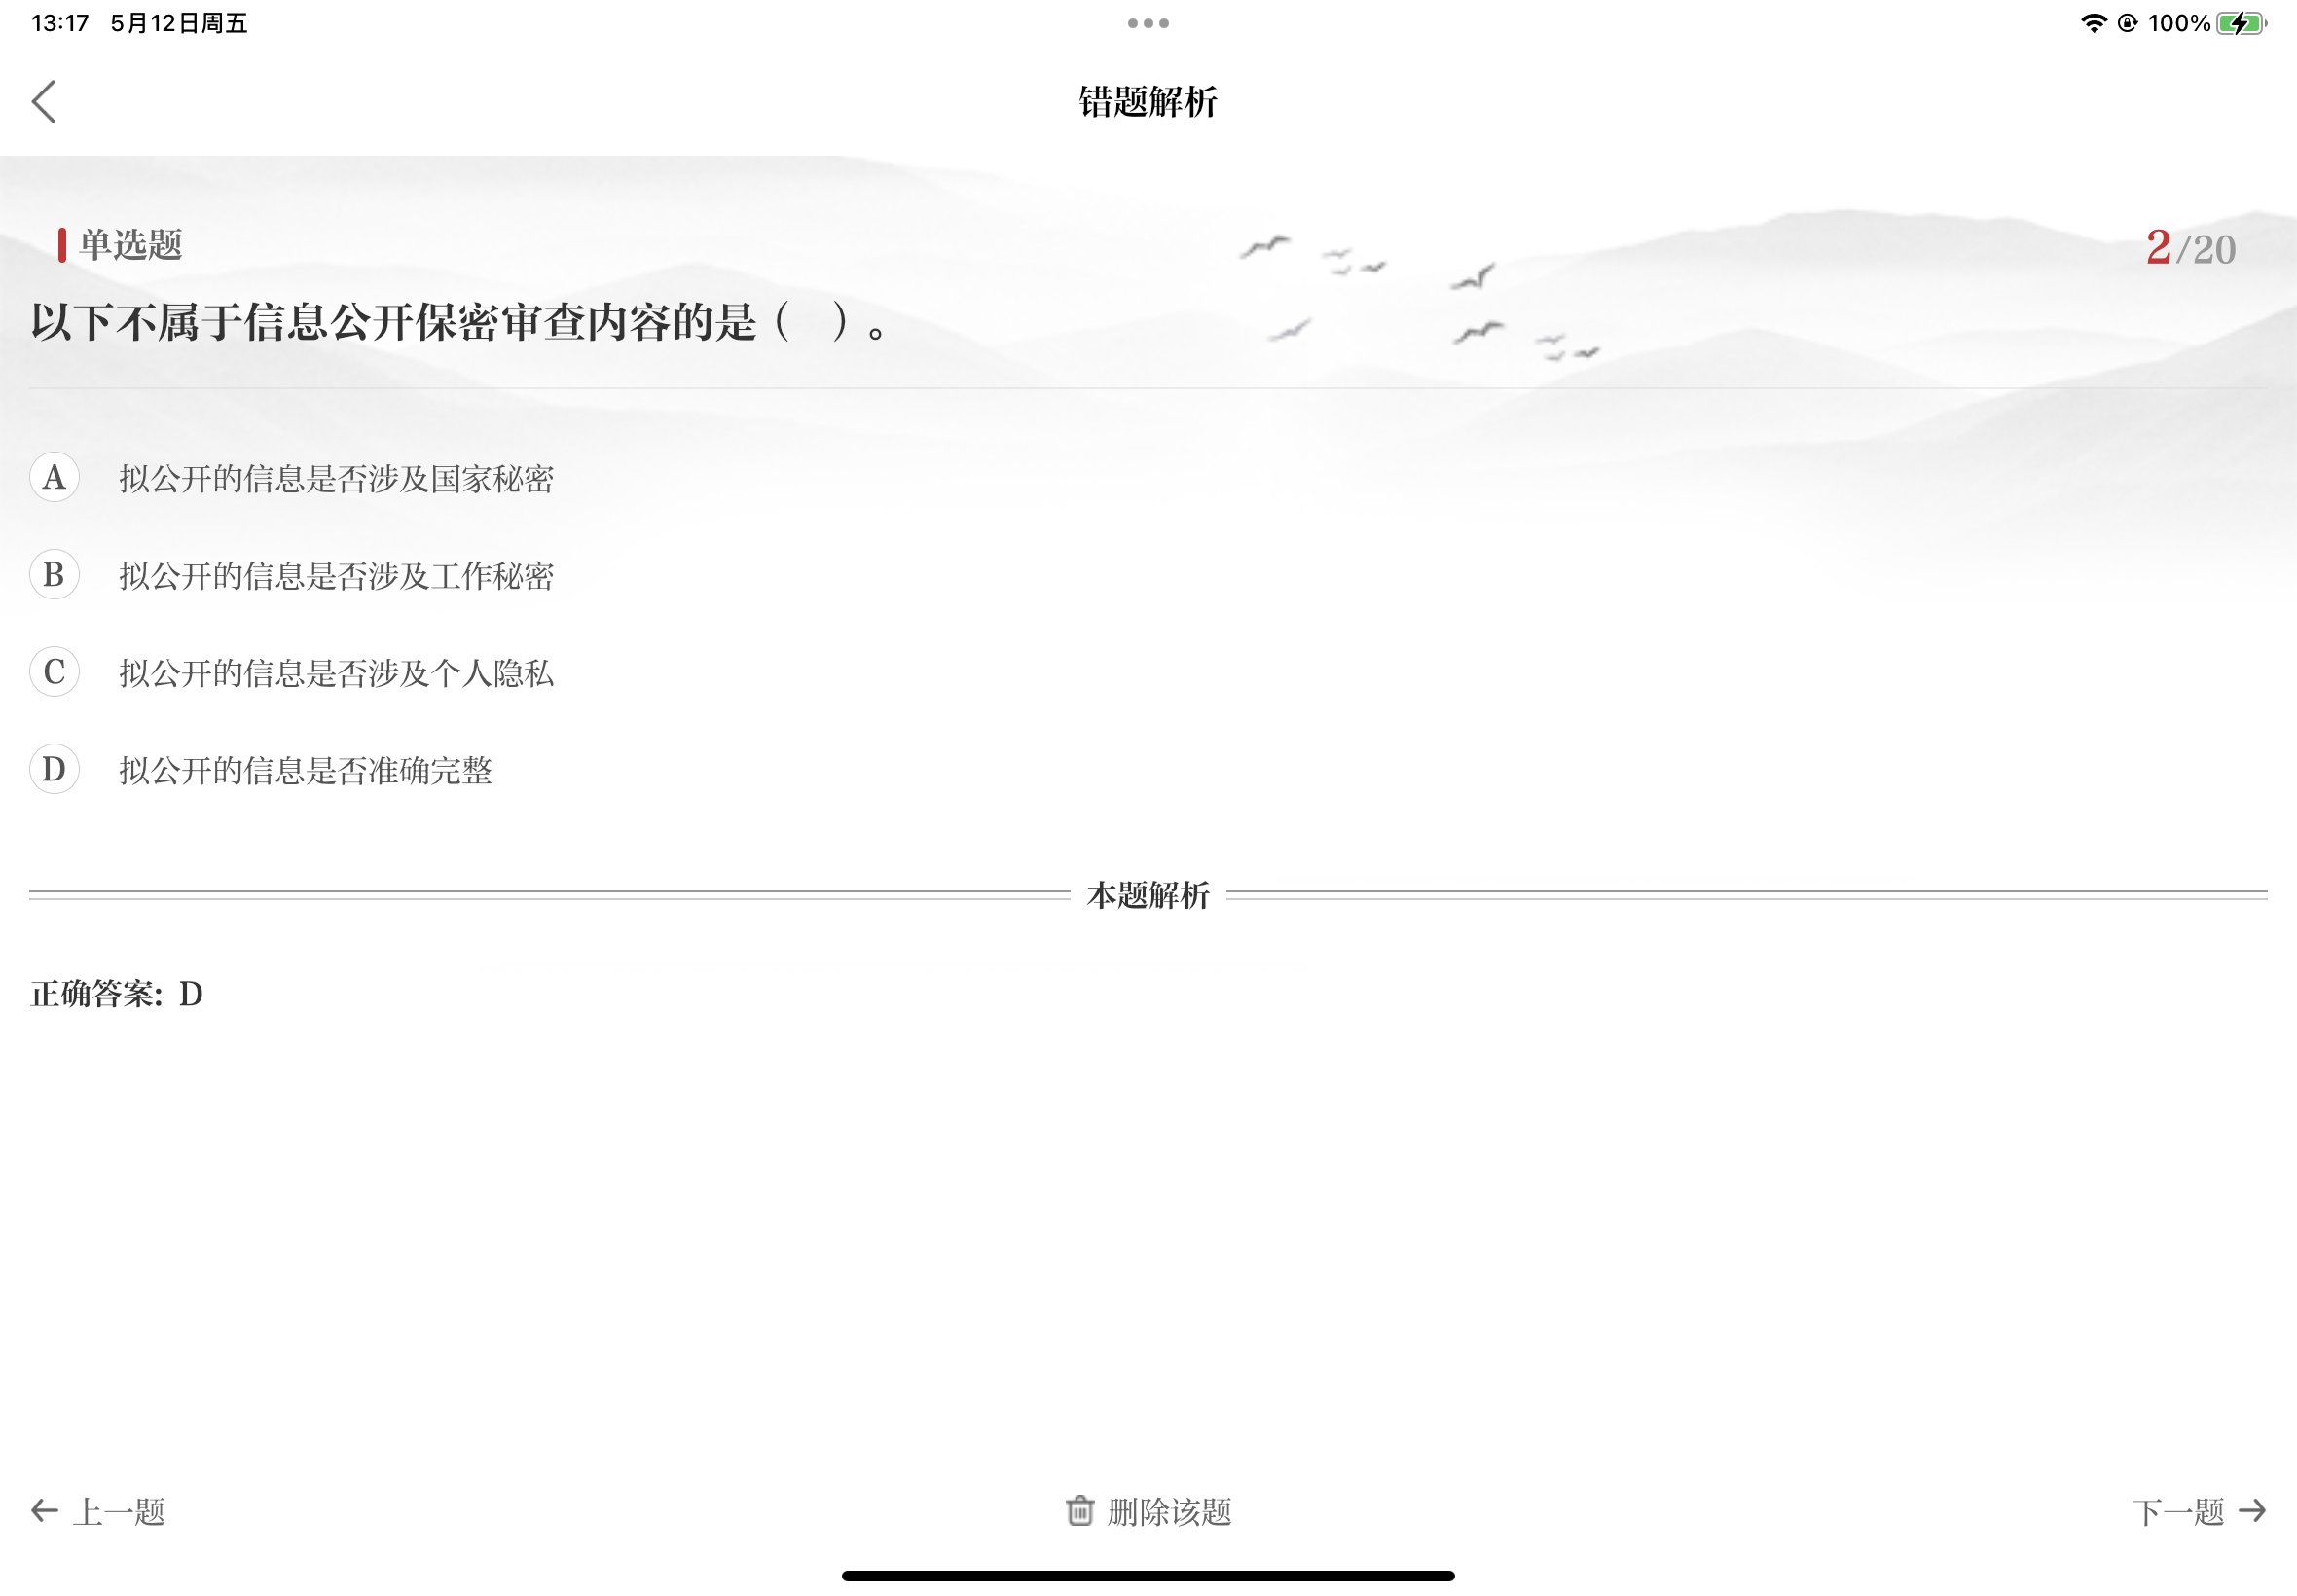 13:17 5月12日周五
100%
错题解析
单选题
2/20
以下不属于信息公开保密审查内容的是（ ）。
A 拟公开的信息是否涉及国家秘密
B 拟公开的信息是否涉及工作秘密
C 拟公开的信息是否涉及个人隐私
D 拟公开的信息是否准确完整
本题解析
正确答案: D
上一题 删除该题 下一题